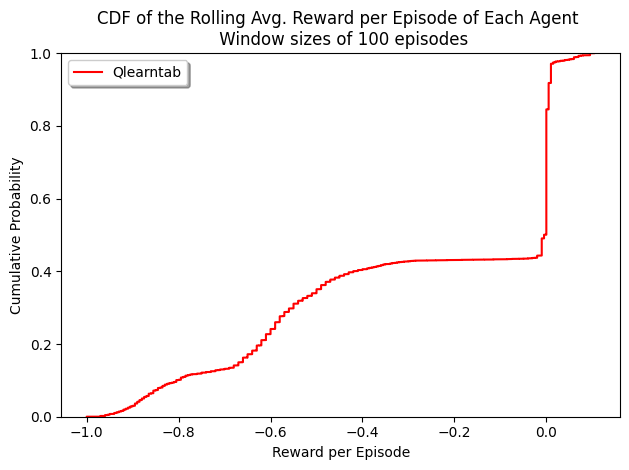 CDF of the Rolling Avg. Reward per Episode of Each Agent
Window sizes of 100 episodes
Qlearntab
Cumulative Probability
1.0
0.8
0.6
0.4
0.2
0.0
−1.0 −0.8 −0.6 −0.4 −0.2 0.0
Reward per Episode